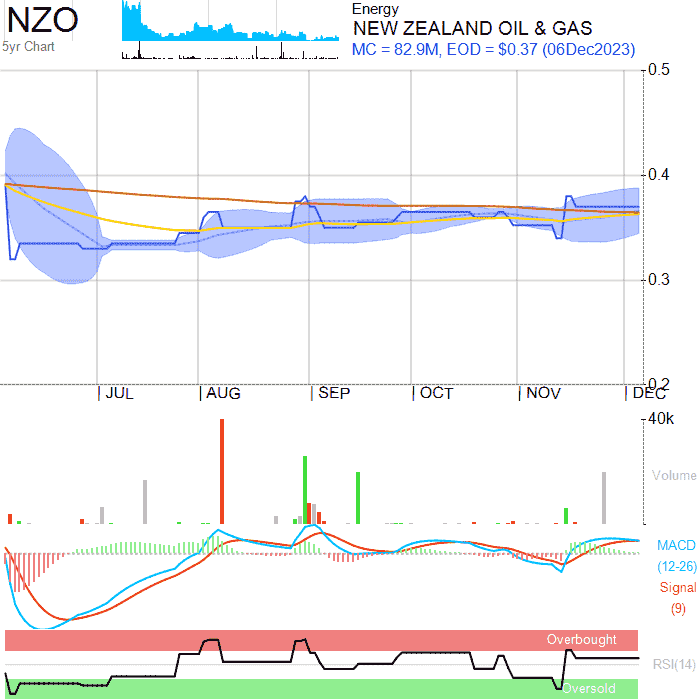 NZO
5yr Chart
Energy
NEW ZEALAND OIL & GAS
MC = 82.9M, EOD = $0.37 (06Dec2023)
0.5
0.4
0.3
0.2
JUL
AUG
SEP
OCT
NOV
DEC
40k
Volume
MACD
(12-26)
Signal
(9)
Overbought
RSI(14)
Oversold